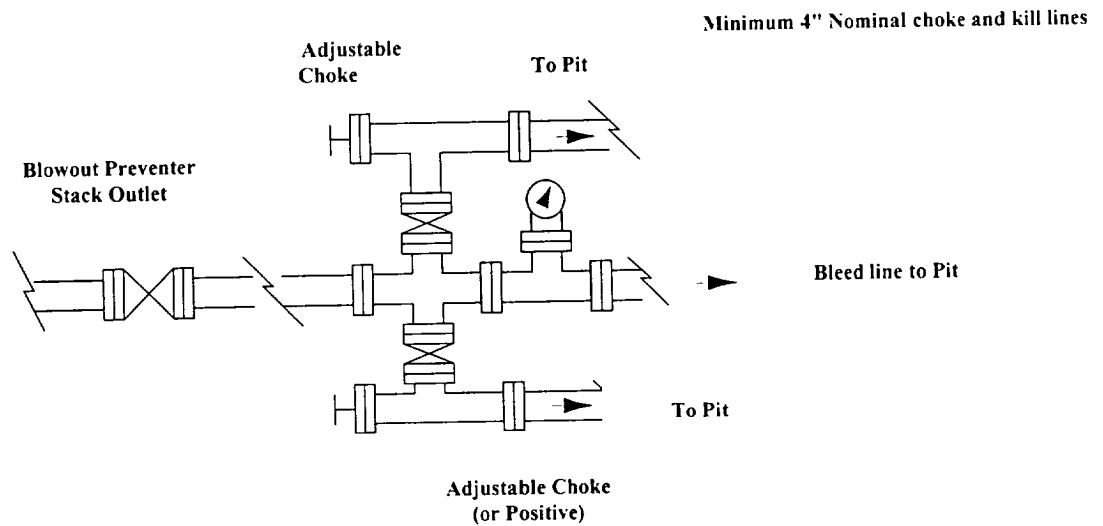 Minimum 4" Nominal choke and kill lines
Adjustable
Choke
To Pit
Blowout Preventer
Stack Outlet
Bleed line to Pit
To Pit
Adjustable Choke
(or Positive)